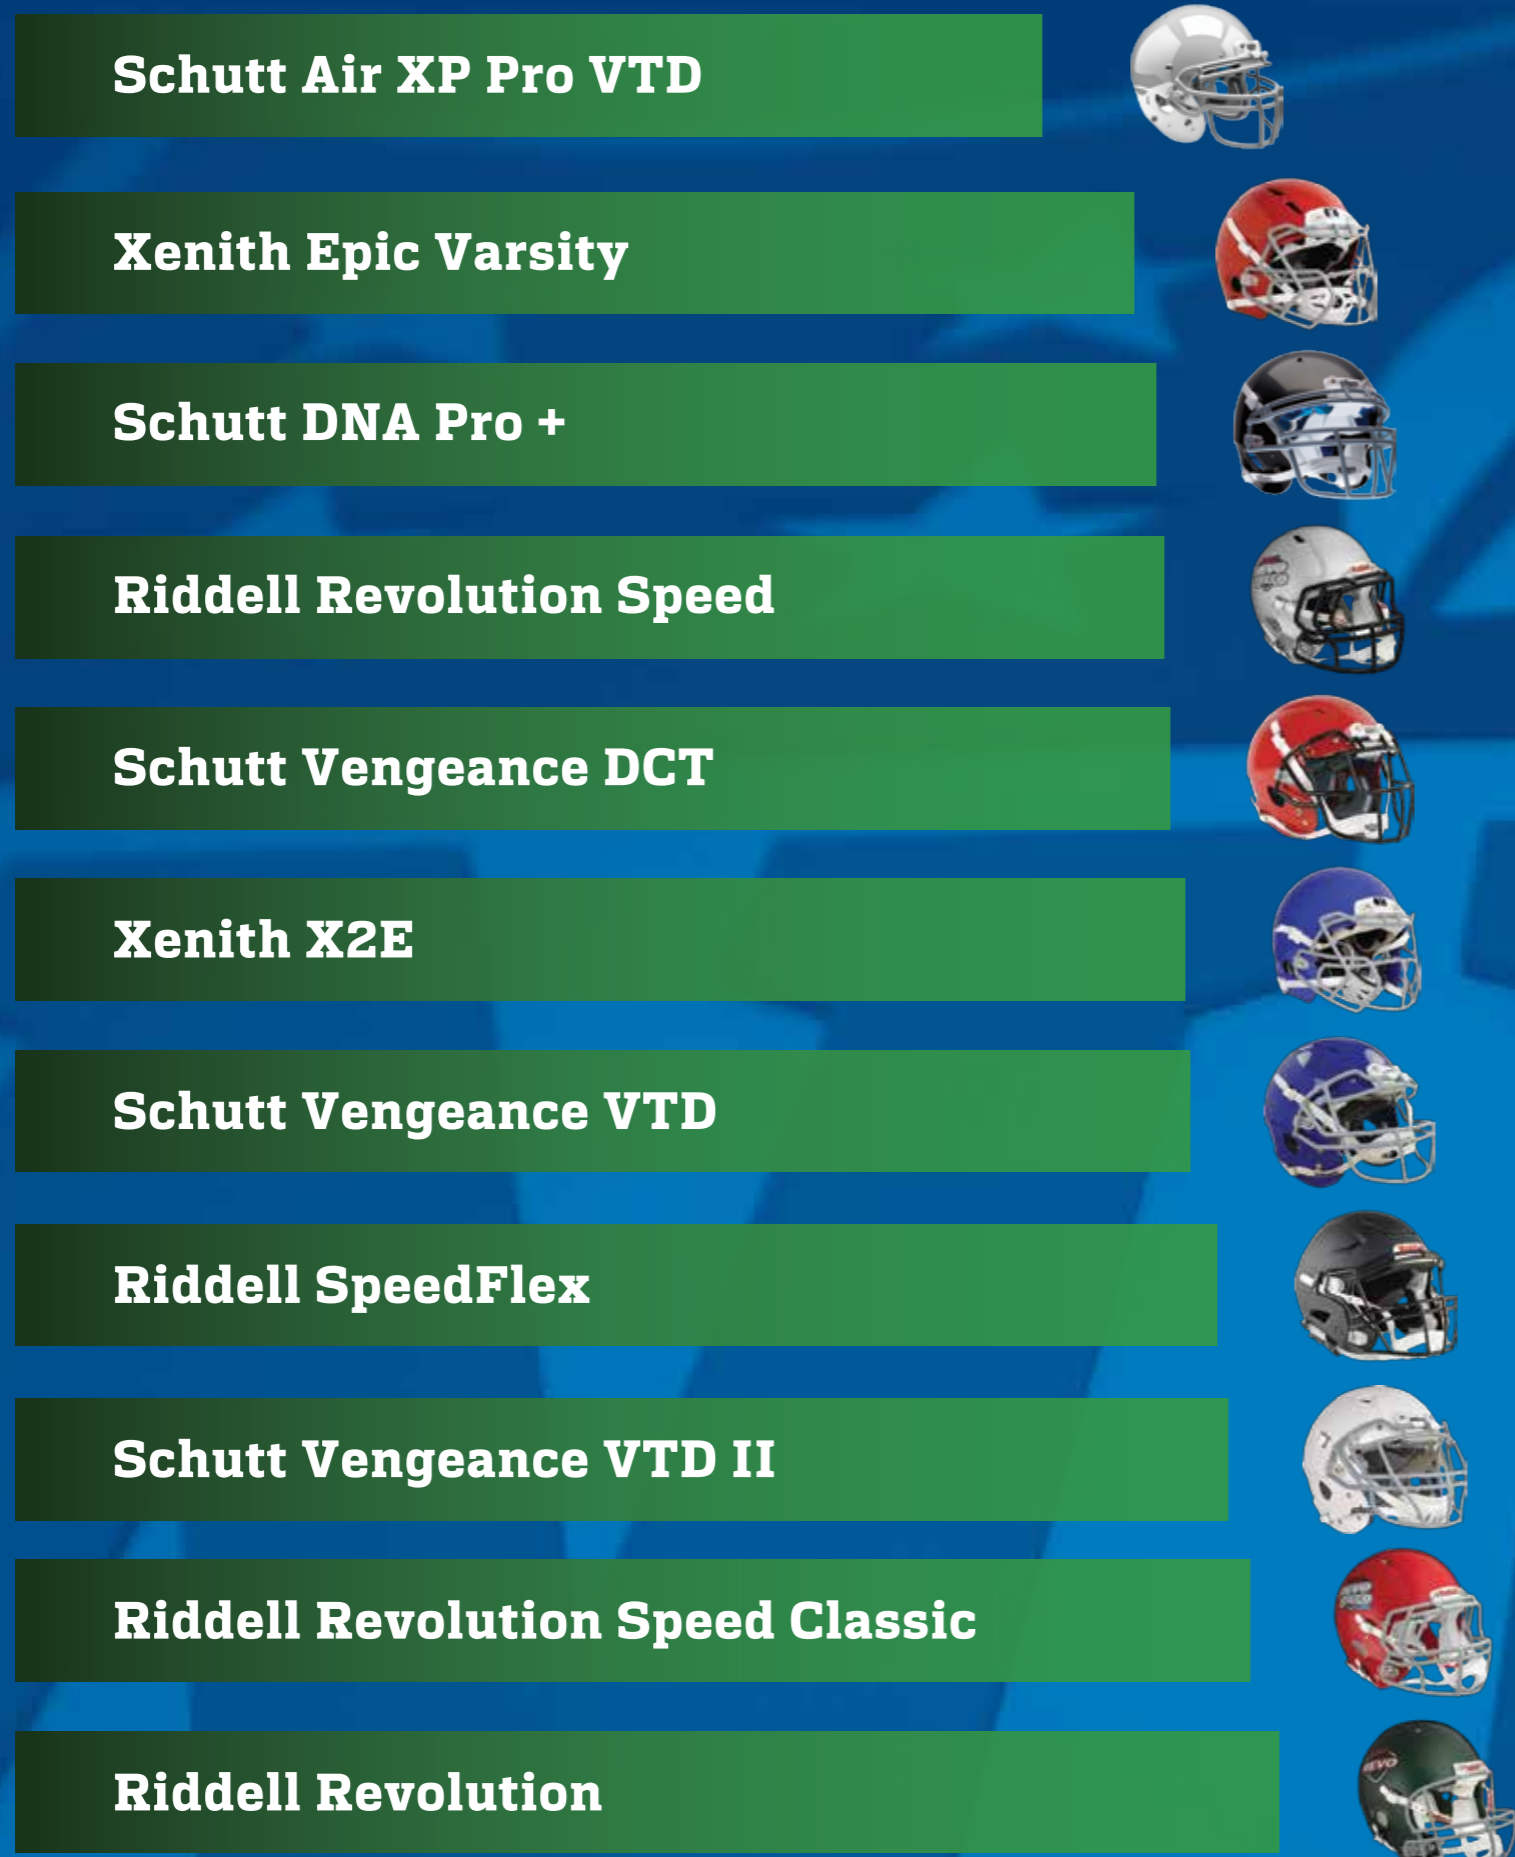 Schutt Air XP Pro VTD
Xenith Epic Varsity
Schutt DNA Pro +
Riddell Revolution Speed
Schutt Vengeance DCT
Xenith X2E
Schutt Vengeance VTD
Riddell SpeedFlex
Schutt Vengeance VTD II
Riddell Revolution Speed Classic
Riddell Revolution